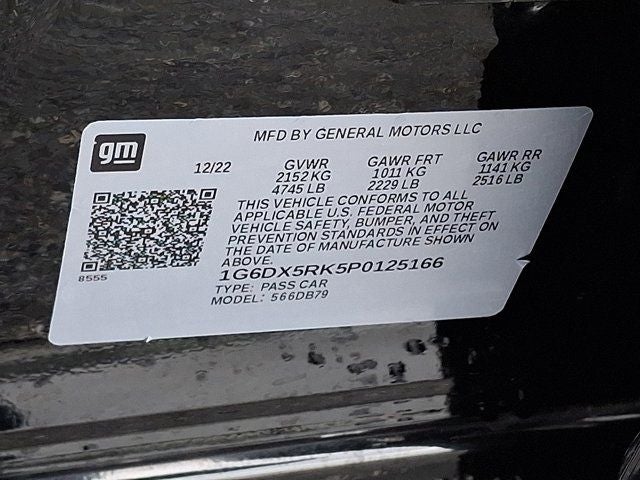 gm
MFD BY GENERAL MOTORS LLC
12/22 GVWR GAWR FRT GAWR RR
2152 KG 1011 KG 1141 KG
4745 LB 2229 LB 2516 LB
THIS VEHICLE CONFORMS TO ALL
APPLICABLE U.S. FEDERAL MOTOR
VEHICLE SAFETY, BUMPER, AND THEFT
PREVENTION STANDARDS IN EFFECT ON
THE DATE OF MANUFACTURE SHOWN
ABOVE.
8555
1G6DX5RK5P0125166
TYPE: PASS CAR
MODEL: 566DB79